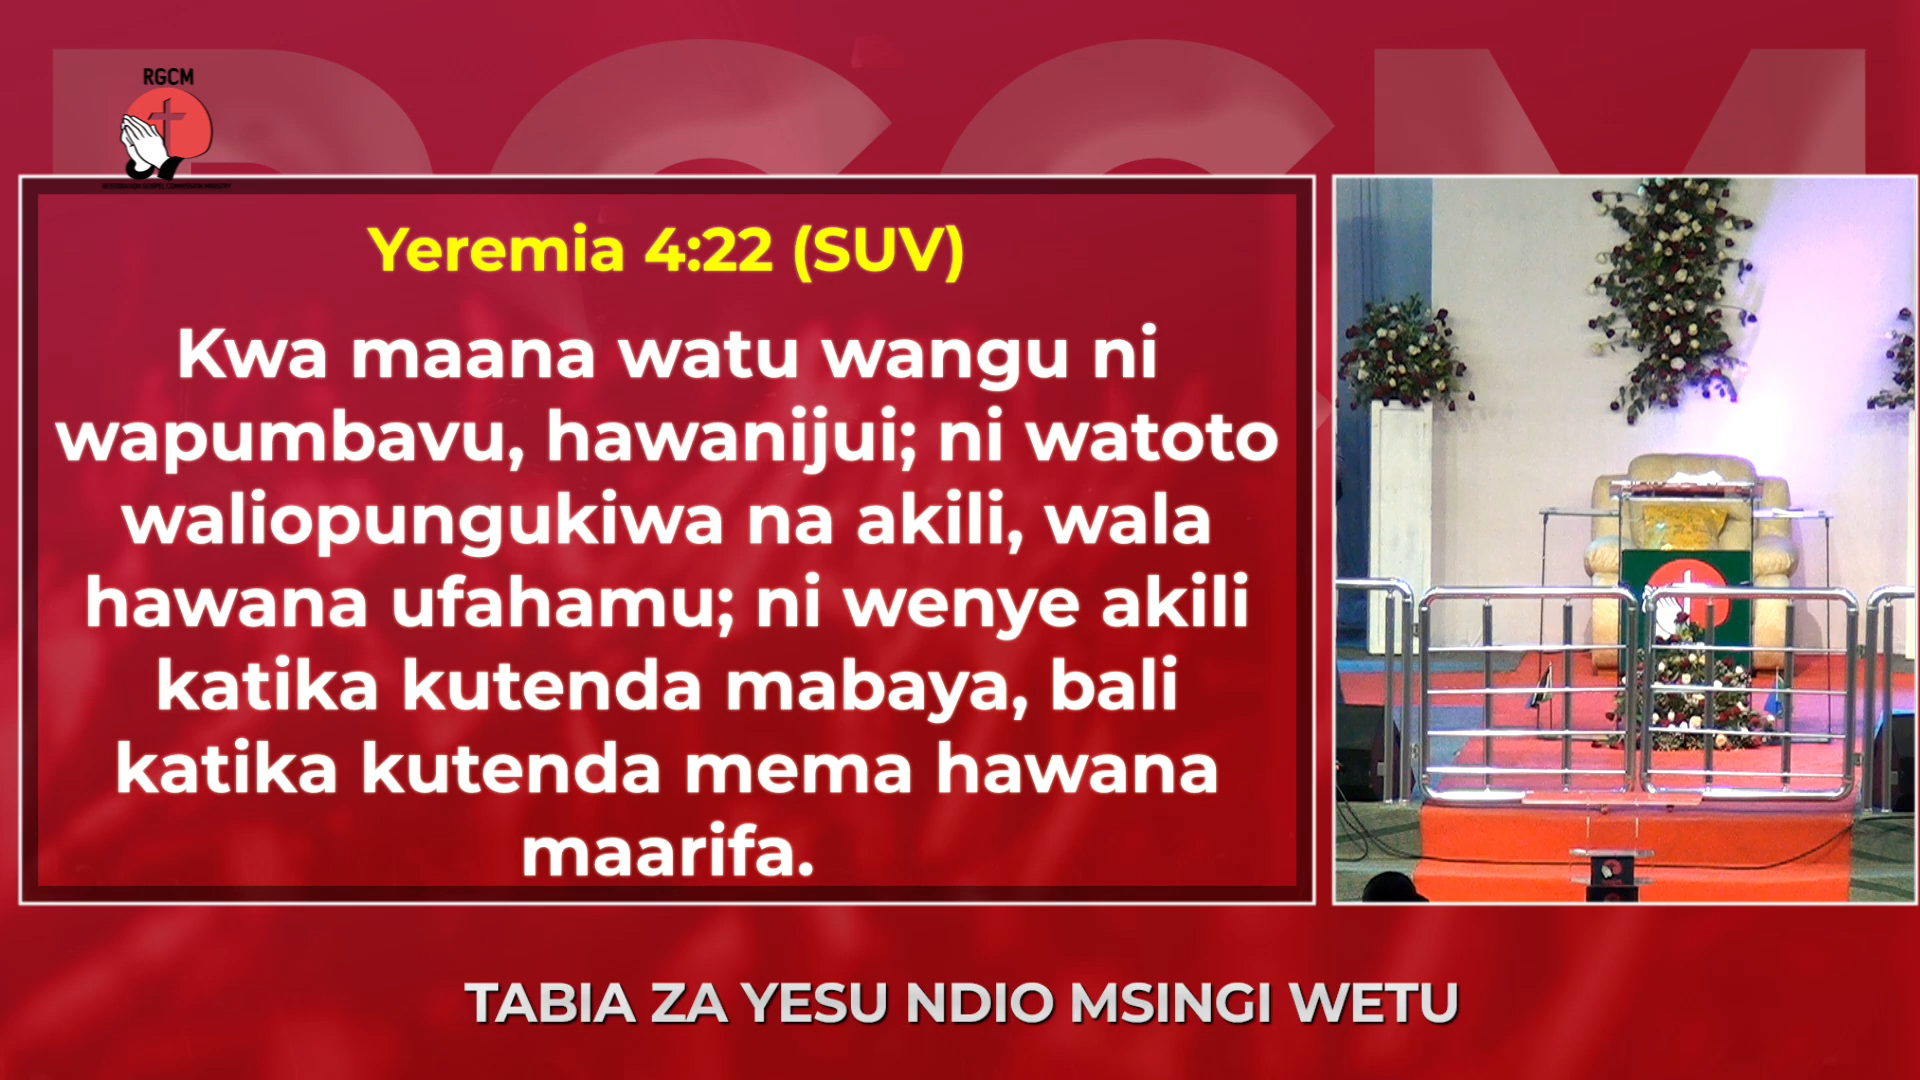 RGCM
Yeremia 4:22 (SUV)
Kwa maana watu wangu ni
wapumbavu, hawanijui; ni watoto
waliopungukiwa na akili, wala
hawana ufahamu; ni wenye akili
katika kutenda mabaya, bali
katika kutenda mema hawana
maarifa.
TABIA ZA YESU NDIO MSINGI WETU